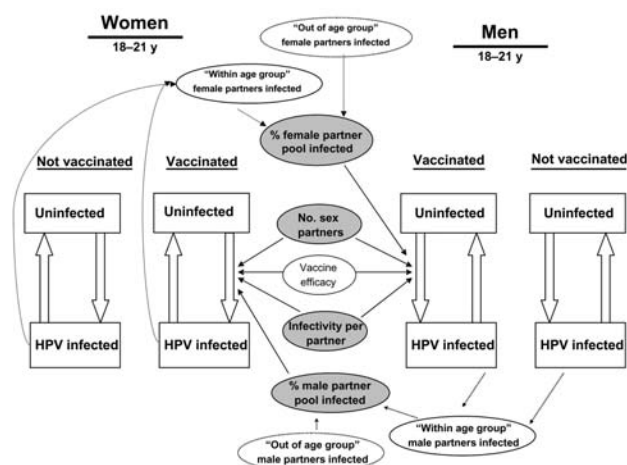 Women
18–21 y
"Out of age group"
female partners infected
Men
18–21 y
"Within age group"
female partners infected
% female partner
pool infected
Not vaccinated
Vaccinated
Vaccinated
Not vaccinated
Uninfected
Uninfected
No. sex
partners
Uninfected
Uninfected
Vaccine
efficacy
Infectivity per
partner
HPV infected
HPV infected
HPV infected
HPV infected
% male partner
pool infected
"Within age group"
male partners infected
"Out of age group"
male partners infected